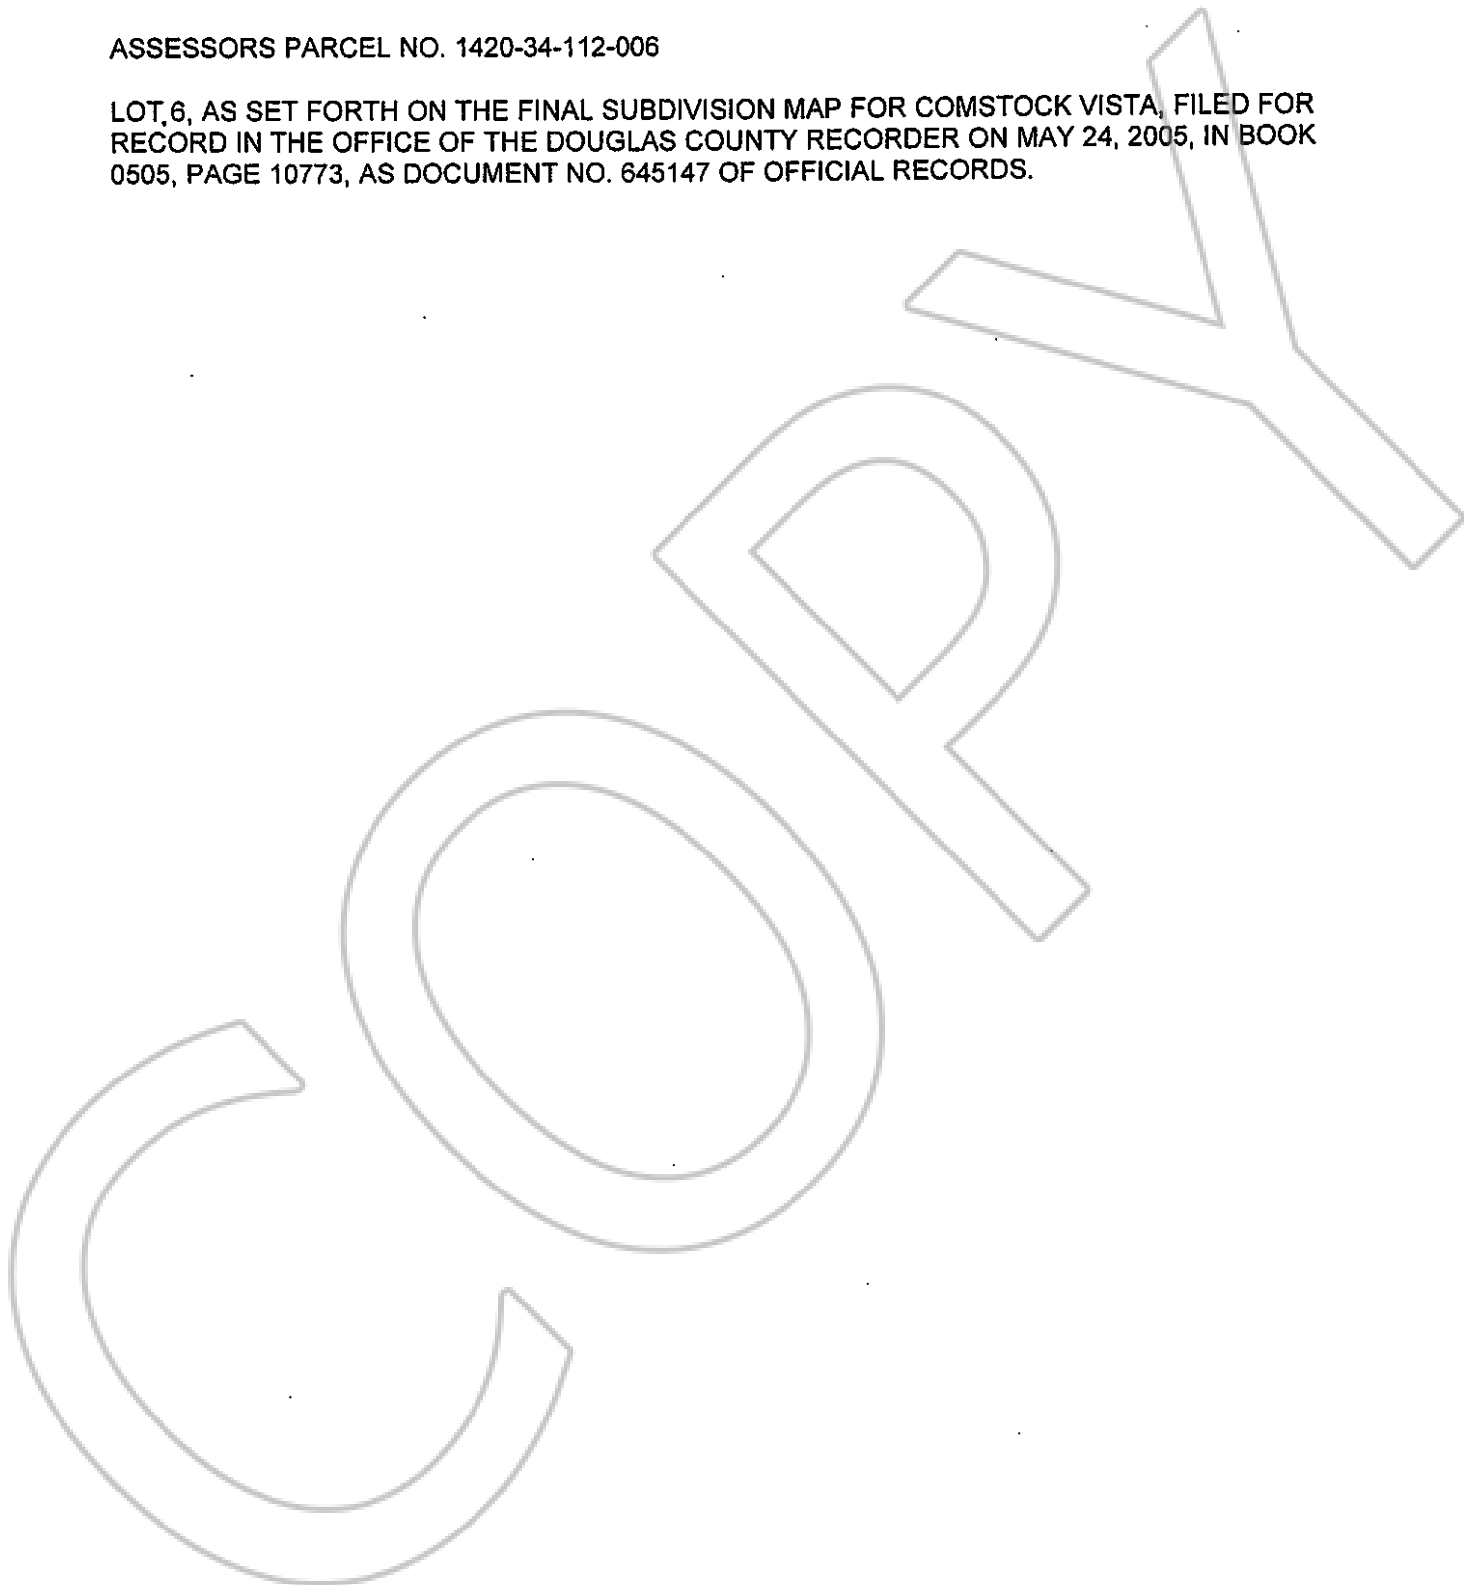 ASSESSORS PARCEL NO. 1420-34-112-006
LOT 6, AS SET FORTH ON THE FINAL SUBDIVISION MAP FOR COMSTOCK VISTA, FILED FOR
RECORD IN THE OFFICE OF THE DOUGLAS COUNTY RECORDER ON MAY 24, 2005, IN BOOK
0505, PAGE 10773, AS DOCUMENT NO. 645147 OF OFFICIAL RECORDS.
COPY